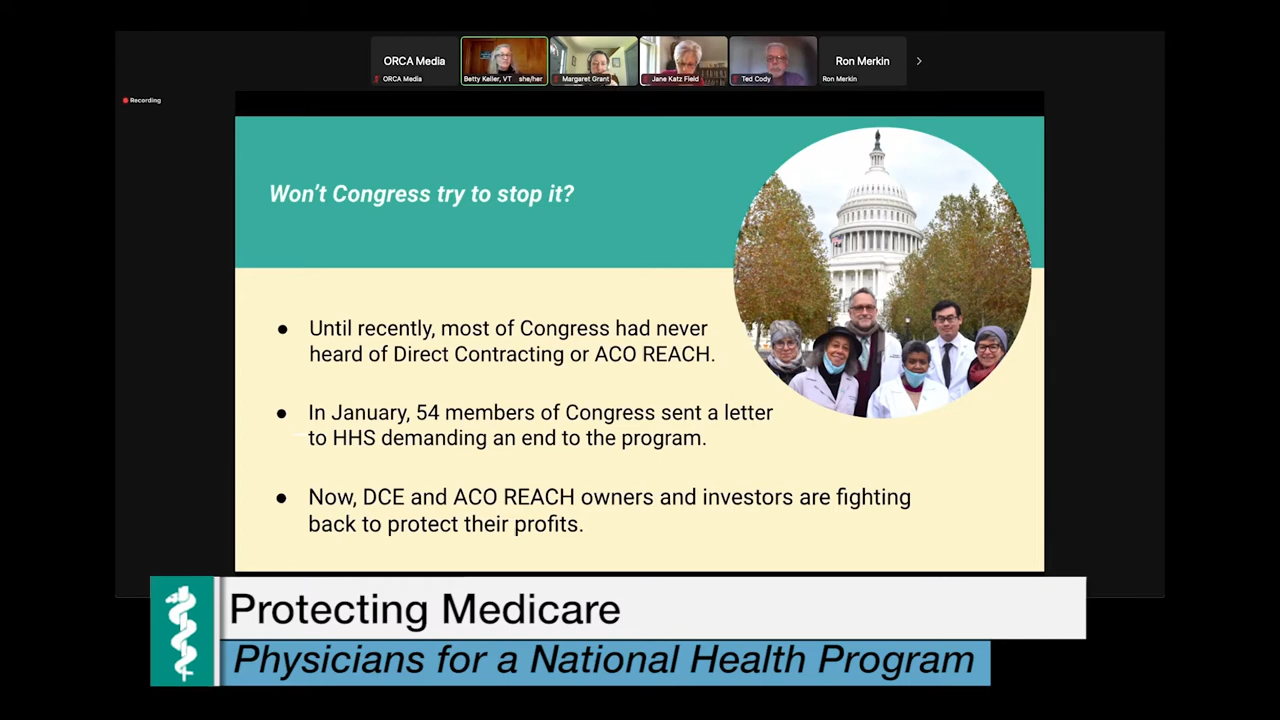 ORCA Media
ORCA Media
Betty Keller, VT she/her
Margaret Grant
Jane Katz Field
Ted Cody
Ron Merkin
Ron Merkin
Recording
Won't Congress try to stop it?
● Until recently, most of Congress had never
heard of Direct Contracting or ACO REACH.
● In January, 54 members of Congress sent a letter
to HHS demanding an end to the program.
● Now, DCE and ACO REACH owners and investors are fighting
back to protect their profits.
Protecting Medicare
Physicians for a National Health Program